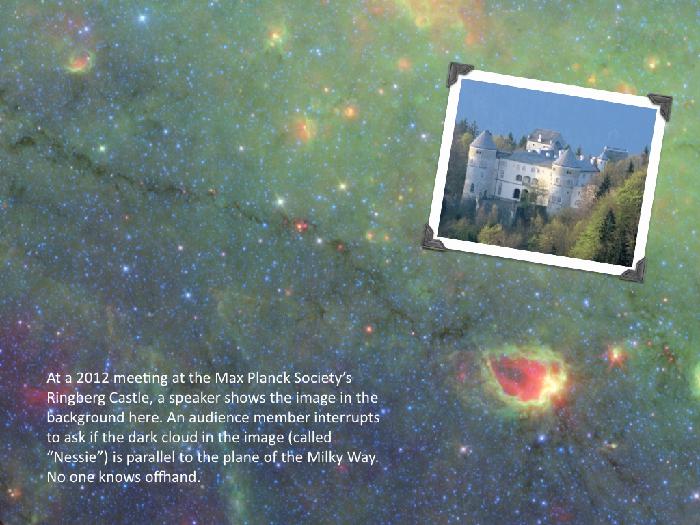 At a 2012 meeting at the Max Planck Society’s
Ringberg Castle, a speaker shows the image in the
background here. An audience member interrupts
to ask if the dark cloud in the image (called
“Nessie”) is parallel to the plane of the Milky Way.
No one knows offhand.